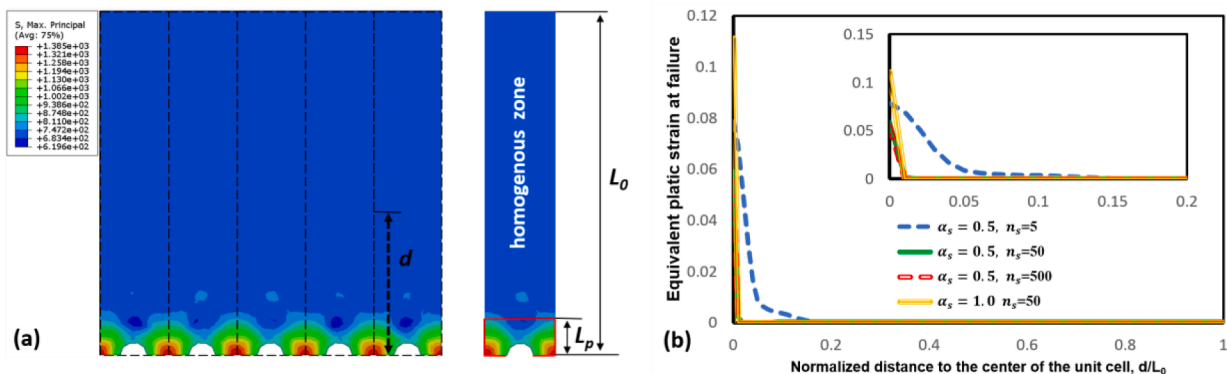 S, Max. Principal
(Avg: 75%)
+1.385e+03
+1.321e+03
+1.258e+03
+1.194e+03
+1.130e+03
+1.066e+03
+1.002e+03
+9.386e+02
+8.748e+02
+8.110e+02
+7.472e+02
+6.834e+02
+6.196e+02
d
(a)
homogenous zone
L0
Lp
Equivalent platic strain at failure
0.12
0.1
0.08
0.06
0.04
0.02
0
0 0.2 0.4 0.6 0.8 1
Normalized distance to the center of the unit cell, d/L0
(b)
0.15
0.1
0.05
0
0 0.05 0.1 0.15 0.2
αs = 0.5, ns=5
αs = 0.5, ns=50
αs = 0.5, ns=500
αs = 1.0 ns=50